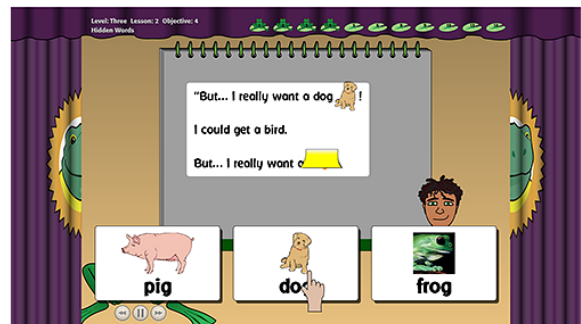 Level: Three Lesson: 2 Objective: 4
Hidden Words
"But... I really want a dog !
I could get a bird.
But... I really want a
pig
dog
frog